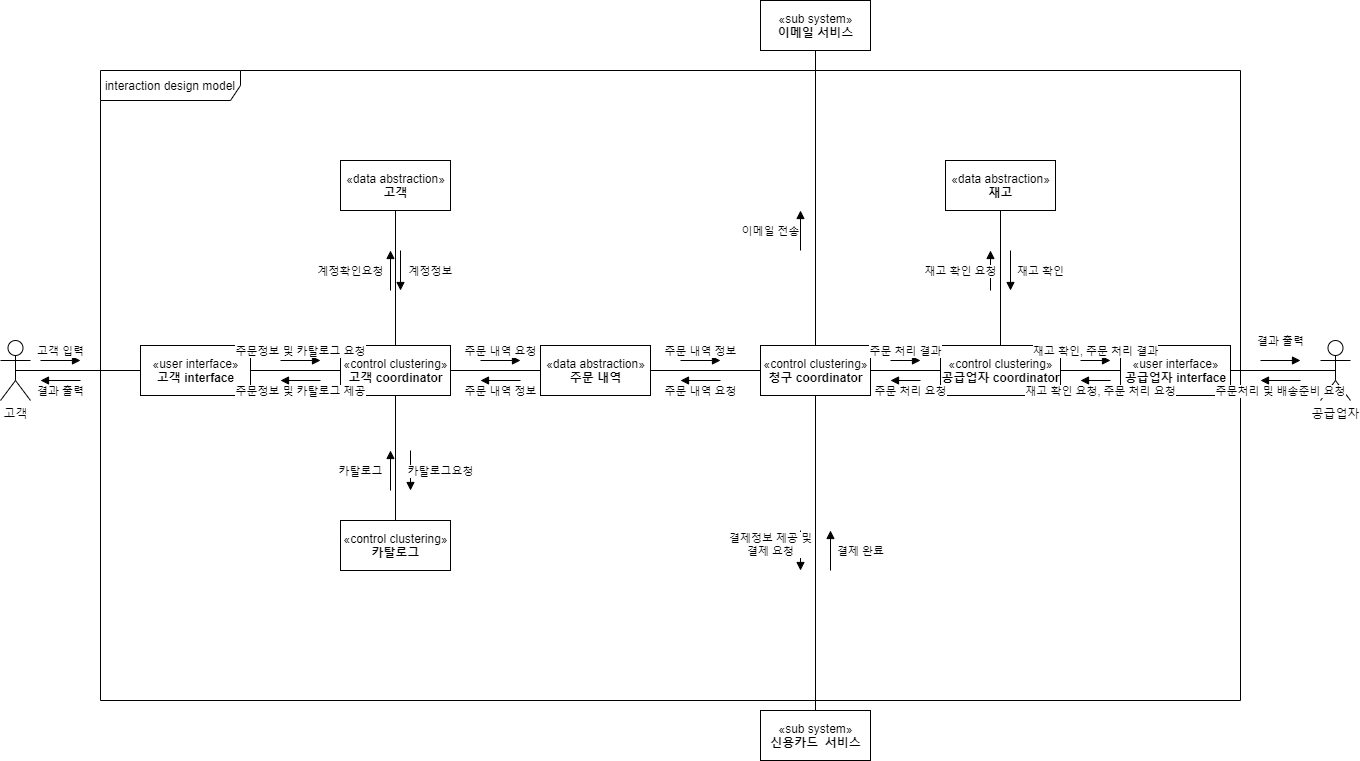 «sub system»
이메일 서비스
interaction design model
«data abstraction»
고객
«data abstraction»
재고
이메일 전송
계정확인요청
계정정보
재고 확인 요청
재고 확인
고객 입력
결과 출력
고객
«user interface»
고객 interface
주문정보 및 카탈로그 요청
주문정보 및 카탈로그 제공
«control clustering»
고객 coordinator
주문 내역 요청
주문 내역 정보
«data abstraction»
주문 내역
주문 내역 정보
주문 내역 요청
«control clustering»
청구 coordinator
주문 처리 결과
주문 처리 요청
«control clustering»
공급업자 coordinator
재고 확인, 주문 처리 결과
재고 확인 요청, 주문 처리 요청
«user interface»
공급업자 interface
결과 출력
주문처리 및 배송준비 요청
공급업자
카탈로그
카탈로그요청
«control clustering»
카탈로그
결제정보 제공 및
결제 요청
결제 완료
«sub system»
신용카드 서비스